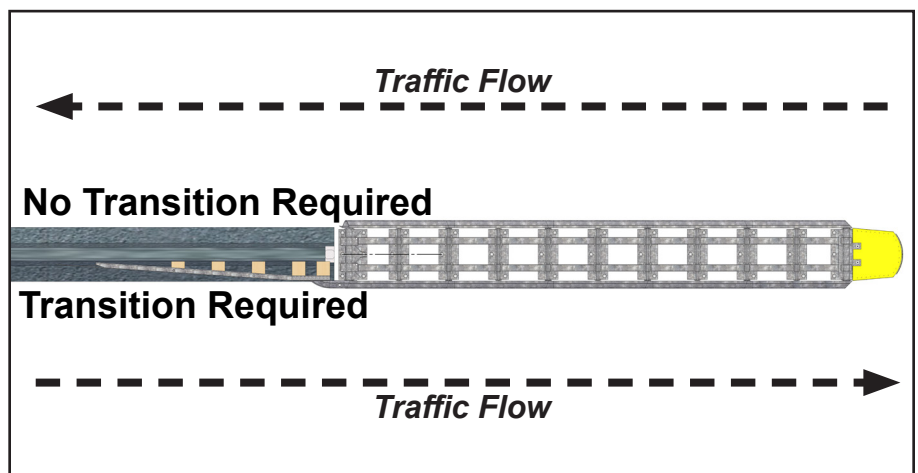 Traffic Flow
No Transition Required
Transition Required
Traffic Flow